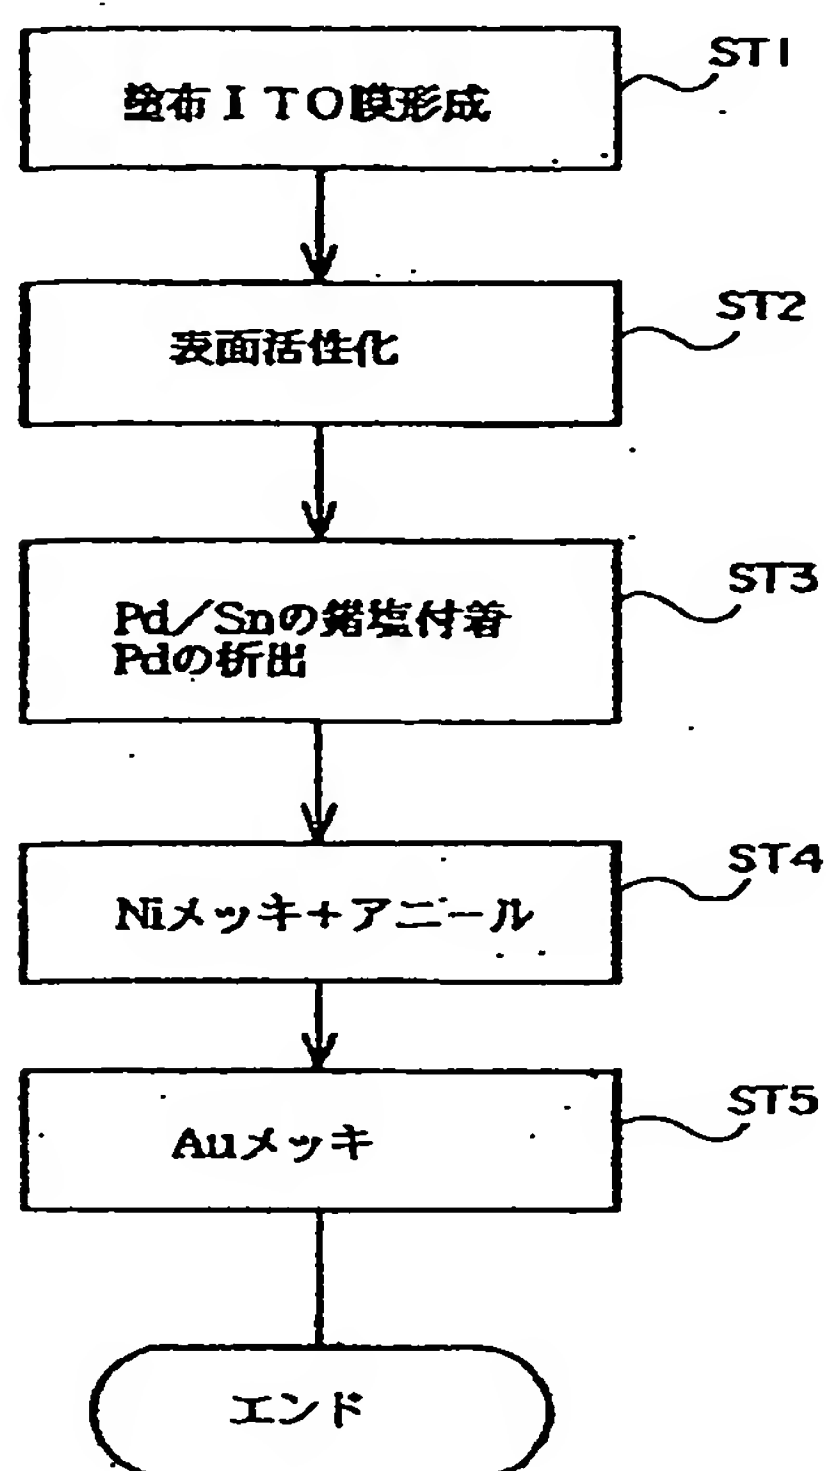 塗布ＩＴＯ膜形成
ST1
表面活性化
ST2
Pd／Snの錯塩付着
Pdの析出
ST3
Niメッキ＋アニール
ST4
Auメッキ
ST5
エンド